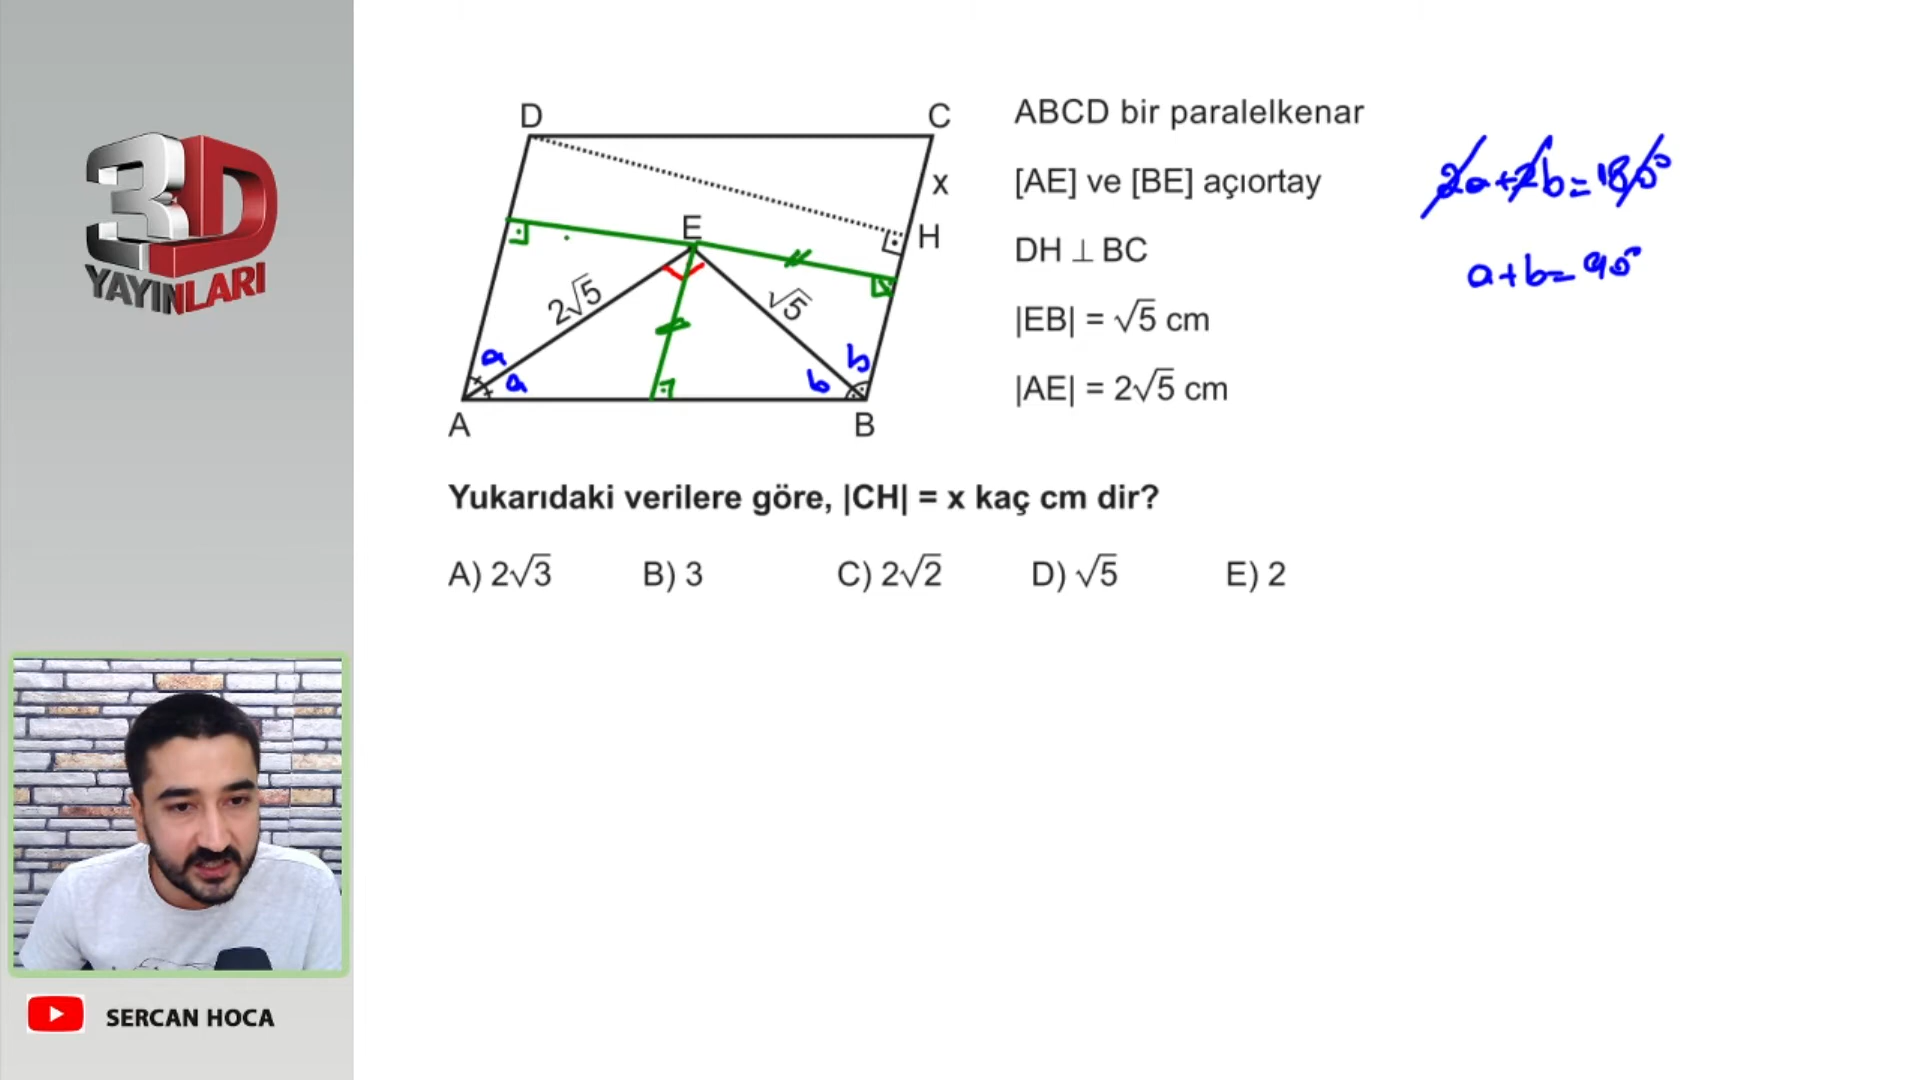 3D
YAYINLARI
D
C
x
E
H
2√5
√5
a
a
b
b
A
B
ABCD bir paralelkenar
[AE] ve [BE] açıortay
DH ⊥ BC
|EB| = √5 cm
|AE| = 2√5 cm
2a+2b=180°
a+b=90°
Yukarıdaki verilere göre, |CH| = x kaç cm dir?
A) 2√3 B) 3 C) 2√2 D) √5 E) 2
SERCAN HOCA